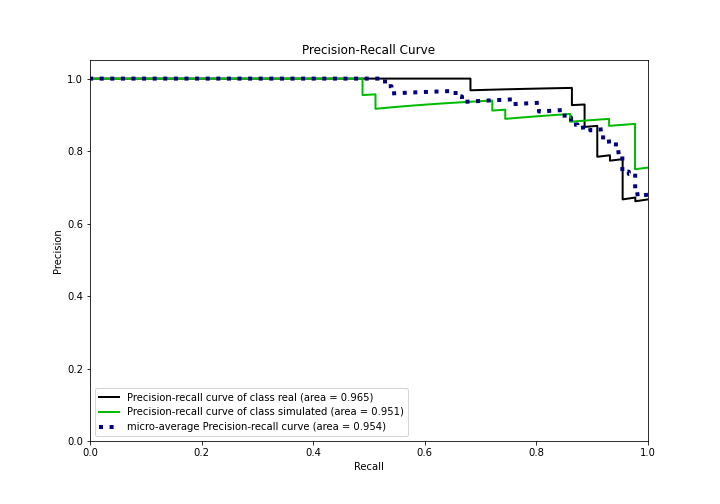 Precision-Recall Curve
1.0
0.8
0.6
0.4
0.2
0.0
Precision
Precision-recall curve of class real (area = 0.965)
Precision-recall curve of class simulated (area = 0.951)
micro-average Precision-recall curve (area = 0.954)
0.0 0.2 0.4 0.6 0.8 1.0
Recall